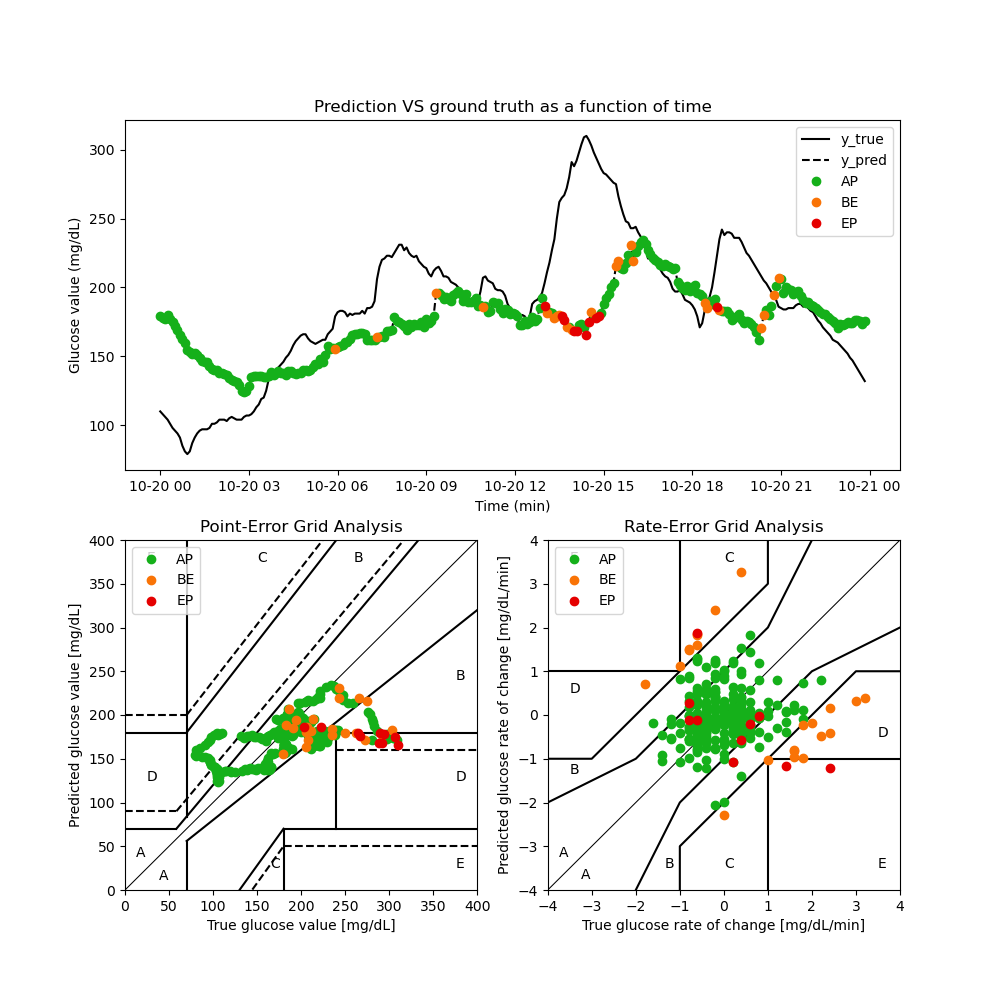 Prediction VS ground truth as a function of time
Glucose value (mg/dL)
300
250
200
150
100
y_true
y_pred
AP
BE
EP
10-20 00 10-20 03 10-20 06 10-20 09 10-20 12 10-20 15 10-20 18 10-20 21 10-21 00
Time (min)
Point-Error Grid Analysis
Predicted glucose value [mg/dL]
400
350
300
250
200
150
100
50
0
AP
BE
EP
C
B
B
D
D
A
A
C
E
0 50 100 150 200 250 300 350 400
True glucose value [mg/dL]
Rate-Error Grid Analysis
Predicted glucose rate of change [mg/dL/min]
4
3
2
1
0
−1
−2
−3
−4
AP
BE
EP
C
D
D
B
A
A
B
C
E
−4 −3 −2 −1 0 1 2 3 4
True glucose rate of change [mg/dL/min]